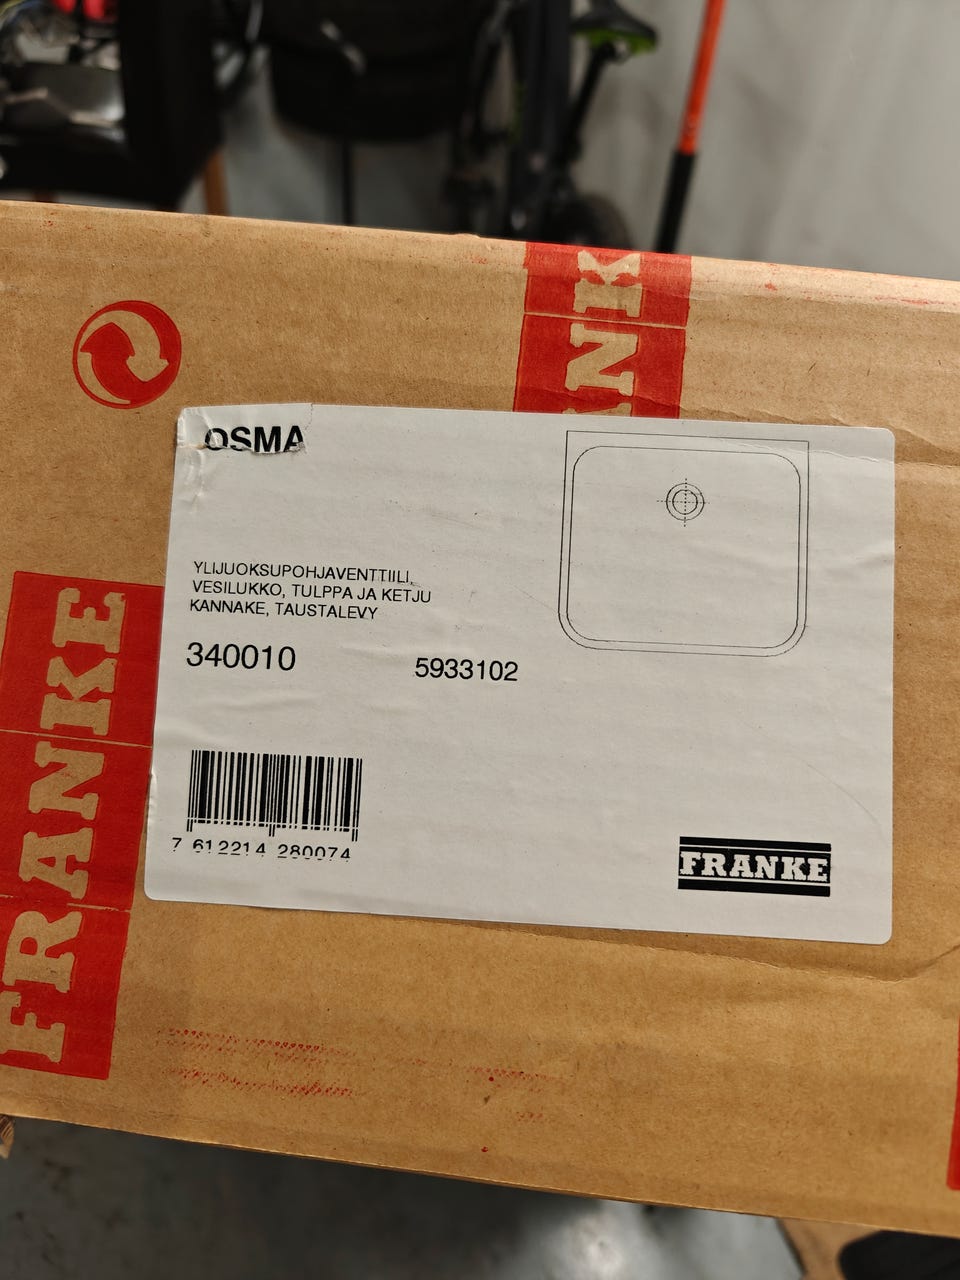 FRANKE
OSMA
YLIJUOKSUPOHJAVENTTIILI,
VESILUKKO, TULPPA JA KETJU
KANNAKE, TAUSTALEVY
340010 5933102
7 612214 280074
FRANKE
FRANKE